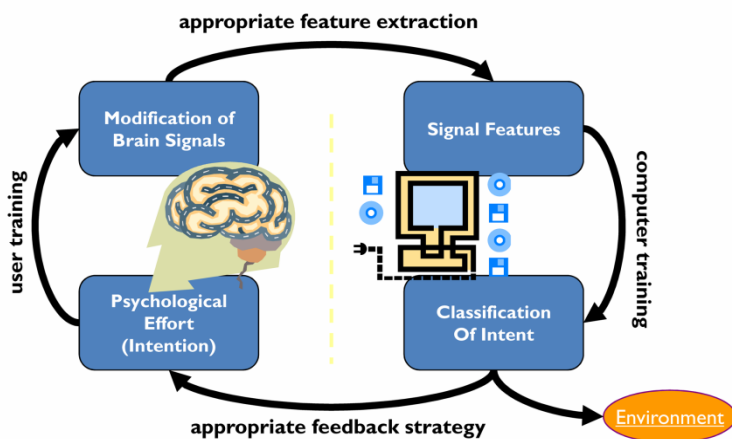 appropriate feature extraction
Modification of
Brain Signals
Signal Features
user training
computer training
Psychological
Effort
(Intention)
Classification
Of Intent
appropriate feedback strategy
Environment